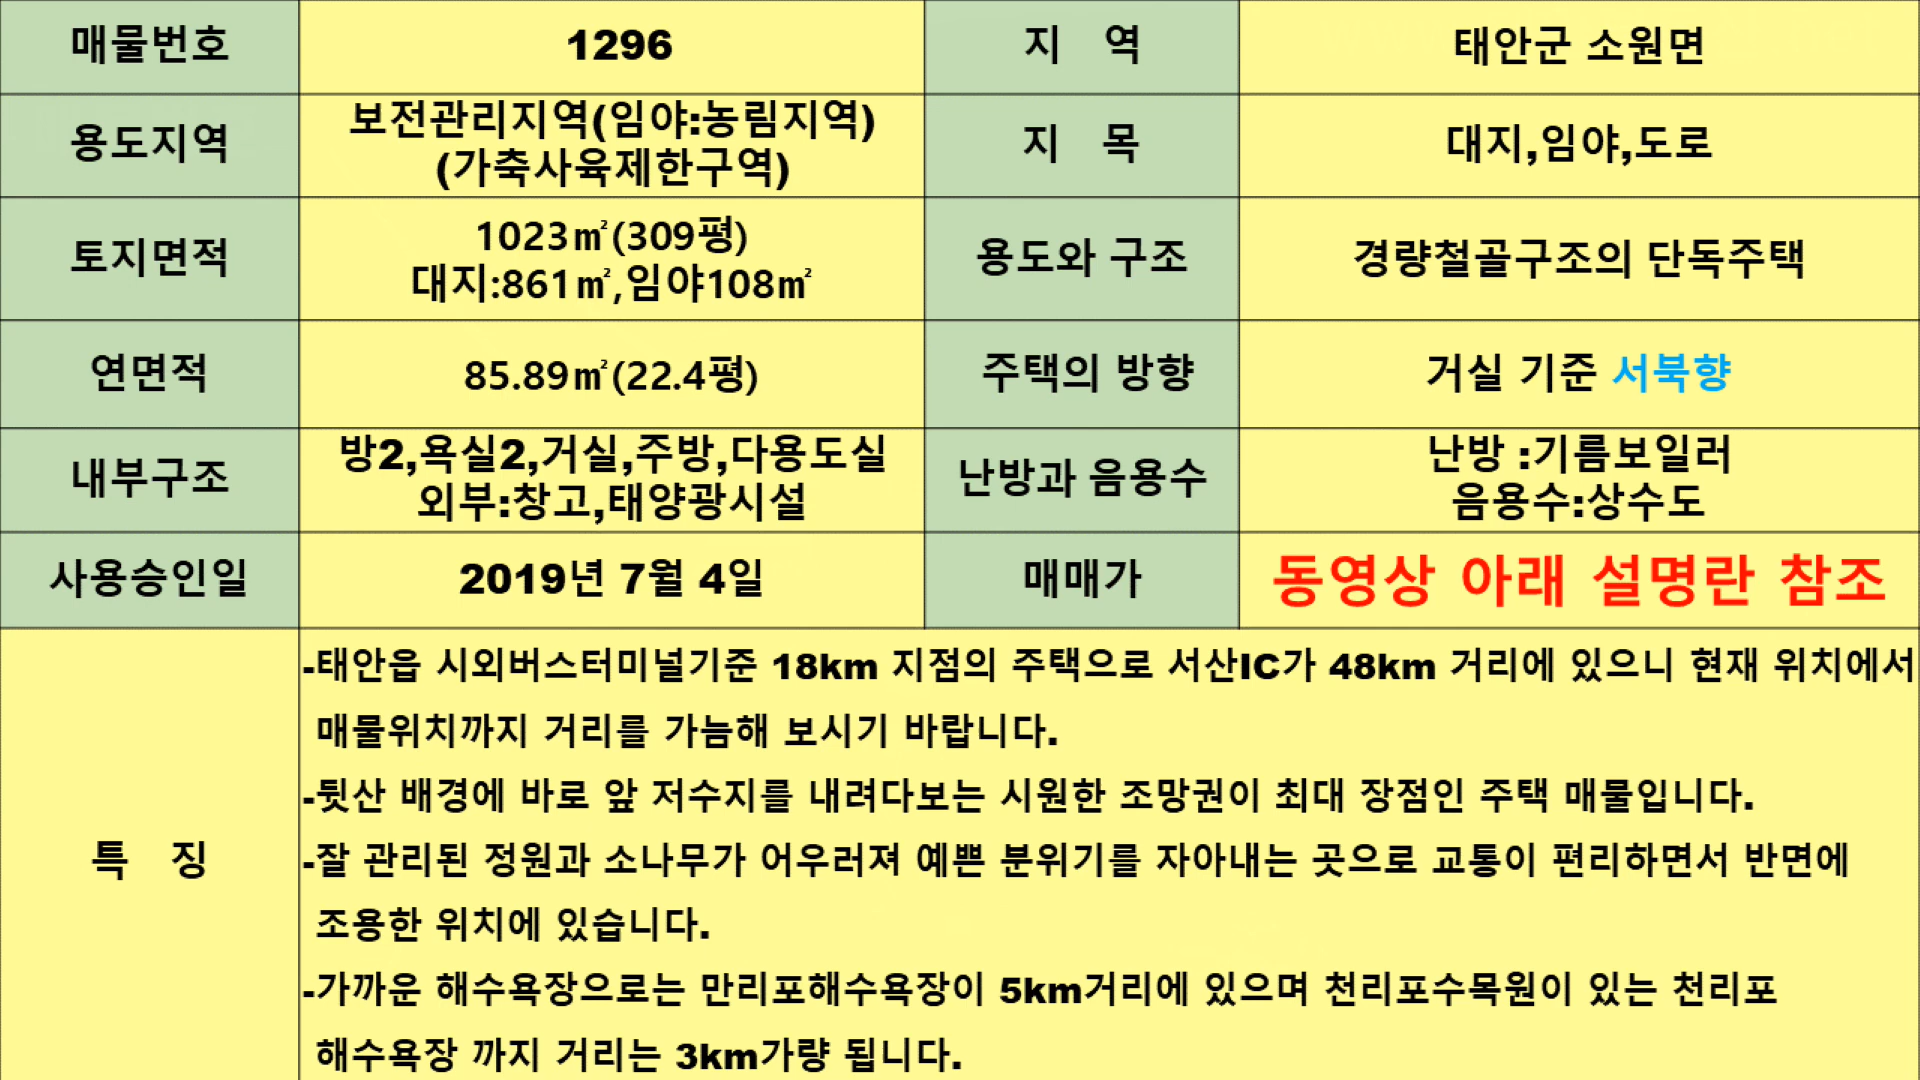 매물번호 1296 지 역 태안군 소원면
용도지역 보전관리지역(임야:농림지역) 지 목 대지,임야,도로
(가축사육제한구역)
토지면적 1023㎡(309평) 용도와 구조 경량철골구조의 단독주택
대지:861㎡,임야108㎡
연면적 85.89㎡(22.4평) 주택의 방향 거실 기준 서북향
내부구조 방2,욕실2,거실,주방,다용도실 난방과 음용수 난방 :기름보일러
외부:창고,태양광시설 음용수:상수도
사용승인일 2019년 7월 4일 매매가 동영상 아래 설명란 참조
특 징
-태안읍 시외버스터미널기준 18km 지점의 주택으로 서산IC가 48km 거리에 있으니 현재 위치에서
매물위치까지 거리를 가늠해 보시기 바랍니다.
-뒷산 배경에 바로 앞 저수지를 내려다보는 시원한 조망권이 최대 장점인 주택 매물입니다.
-잘 관리된 정원과 소나무가 어우러져 예쁜 분위기를 자아내는 곳으로 교통이 편리하면서 반면에
조용한 위치에 있습니다.
-가까운 해수욕장으로는 만리포해수욕장이 5km거리에 있으며 천리포수목원이 있는 천리포
해수욕장 까지 거리는 3km가량 됩니다.